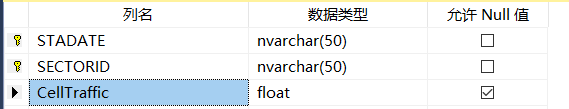 列名 数据类型 允许 Null 值
STADATE nvarchar(50)
SECTORID nvarchar(50)
CellTraffic float